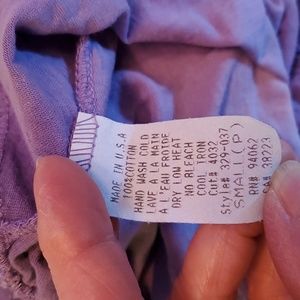 MADE IN U.S.A
100%COTTON
HAND WASH COLD
LAVE A LA MAIN
A L'EAU FROIDE
DRY LOW HEAT
NO BLEACH
COOL IRON
Cut# 4032
Style# 329-037
SMALL(P)
RN# 94062
CA# 38223